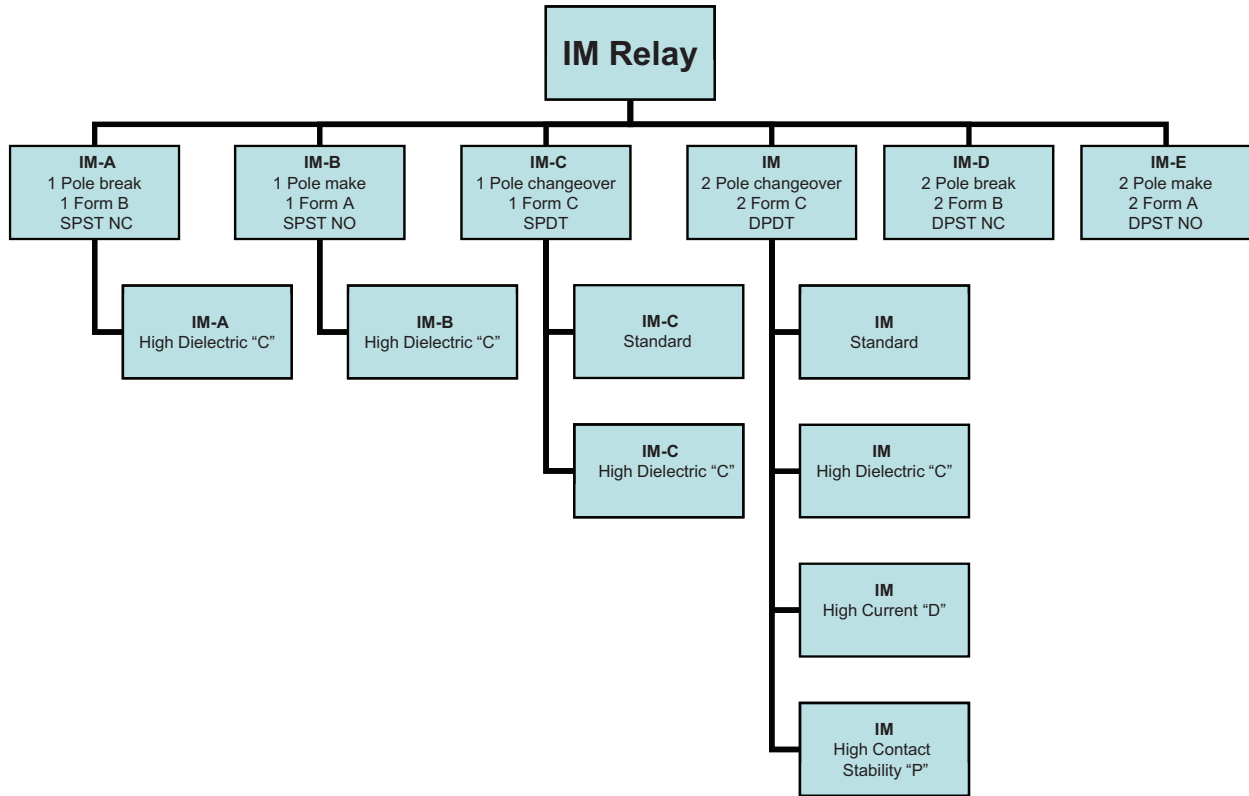 IM Relay
IM-A
1 Pole break
1 Form B
SPST NC
IM-B
1 Pole make
1 Form A
SPST NO
IM-C
1 Pole changeover
1 Form C
SPDT
IM
2 Pole changeover
2 Form C
DPDT
IM-D
2 Pole break
2 Form B
DPST NC
IM-E
2 Pole make
2 Form A
DPST NO
IM-A
High Dielectric “C”
IM-B
High Dielectric “C”
IM-C
Standard
IM
Standard
IM-C
High Dielectric “C”
IM
High Dielectric “C”
IM
High Current “D”
IM
High Contact
Stability “P”